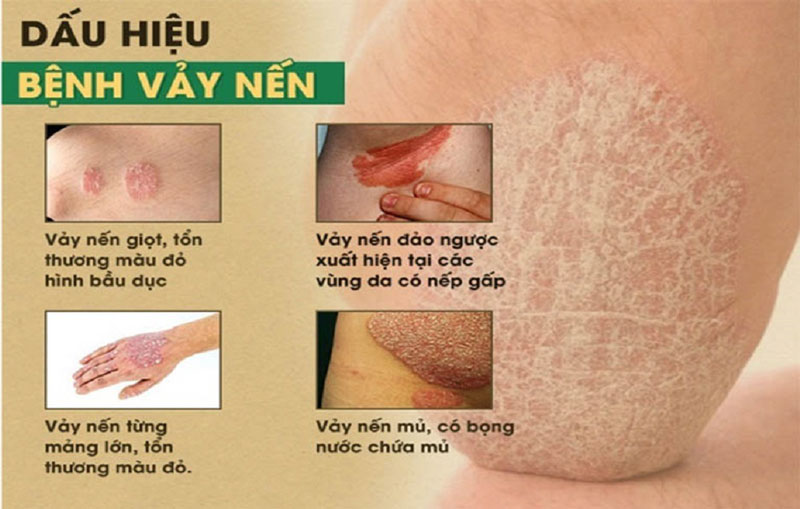 DẤU HIỆU
BỆNH VẢY NẾN
Vảy nến giọt, tổn
thương màu đỏ
hình bầu dục
Vảy nến đảo ngược
xuất hiện tại các
vùng da có nếp gấp
Vảy nến từng
mảng lớn, tổn
thương màu đỏ.
Vảy nến mủ, có bọng
nước chứa mủ